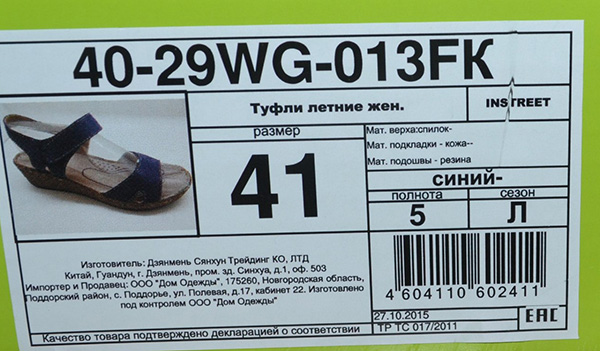 40-29WG-013FK
Туфли летние жен.
INSTREET
размер
41
Мат. верха:спилок-
Мат. подкладки - кожа--
Мат. подошвы - резина
синий-
полнота
сезон
5
Л
Изготовитель: Дзянмень Сянхун Трейдинг КО, ЛТД
Китай, Гуандун, г. Дзянмень, пром. зд. Синхуа, д.1, оф. 503
Импортер и Продавец: ООО "Дом Одежды", 175260, Новгородская область,
Поддорский район, с. Поддорье, ул. Полевая, д.17, кабинет 22. Изготовлено
под контролем ООО "Дом Одежды"
4 604110 602411
27.10.2015
ТР ТС 017/2011
EAC
Качество товара подтверждено декларацией о соответствии